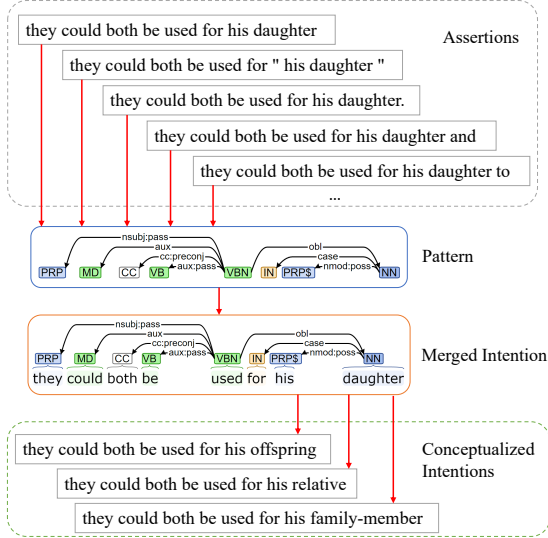 they could both be used for his daughter
Assertions
they could both be used for " his daughter "
they could both be used for his daughter.
they could both be used for his daughter and
they could both be used for his daughter to
...
nsubj:pass
aux
cc:preconj
aux:pass
obl
case
nmod:poss
PRP MD CC VB VBN IN PRP$ NN
Pattern
nsubj:pass
aux
cc:preconj
aux:pass
obl
case
nmod:poss
PRP MD CC VB VBN IN PRP$ NN
they could both be used for his daughter
Merged Intention
they could both be used for his offspring
they could both be used for his relative
they could both be used for his family-member
Conceptualized
Intentions